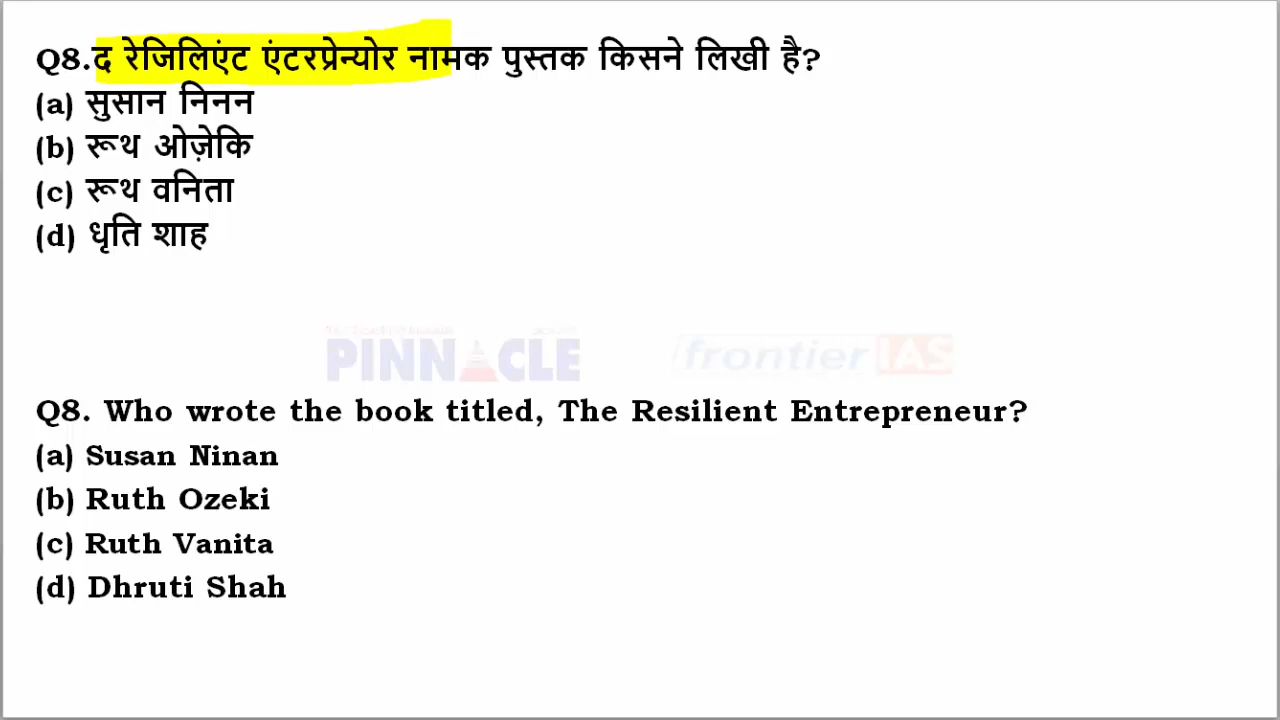 Q8.द रेजिलिएंट एंटरप्रेन्योर नामक पुस्तक किसने लिखी है?
(a) सुसान निनन
(b) रूथ ओज़ेकि
(c) रूथ वनिता
(d) धृति शाह
PINNACLE frontier IAS
Q8. Who wrote the book titled, The Resilient Entrepreneur?
(a) Susan Ninan
(b) Ruth Ozeki
(c) Ruth Vanita
(d) Dhruti Shah